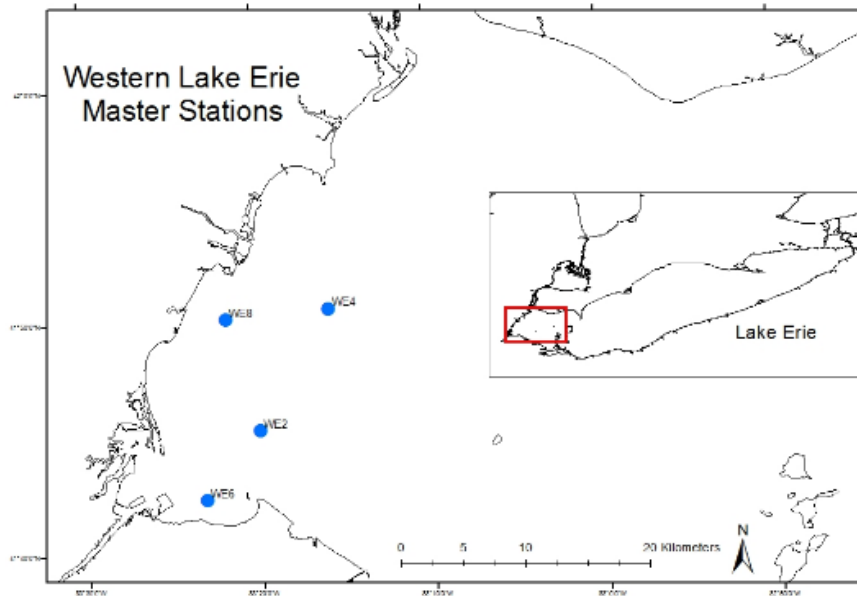 Western Lake Erie
Master Stations
WE4
WE8
Lake Erie
WE2
WE6
N
0 5 10 20 Kilometers